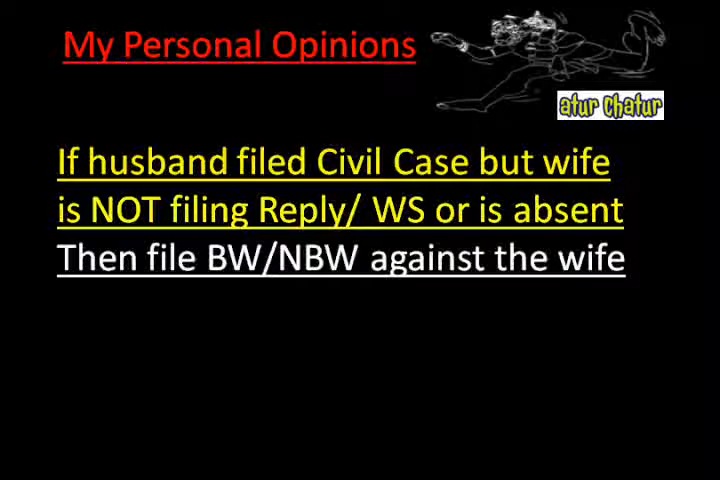 My Personal Opinions
atur chatur
If husband filed Civil Case but wife
is NOT filing Reply/ WS or is absent
Then file BW/NBW against the wife